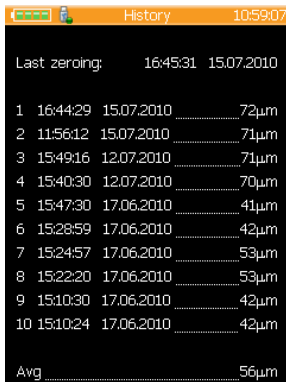 History 10:59:07
Last zeroing: 16:45:31 15.07.2010
1 16:44:29 15.07.2010 72µm
2 11:56:12 15.07.2010 71µm
3 15:49:16 12.07.2010 71µm
4 15:40:30 12.07.2010 70µm
5 15:47:30 17.06.2010 41µm
6 15:28:59 17.06.2010 42µm
7 15:24:57 17.06.2010 53µm
8 15:22:20 17.06.2010 53µm
9 15:10:30 17.06.2010 42µm
10 15:10:24 17.06.2010 42µm
Avg 56µm